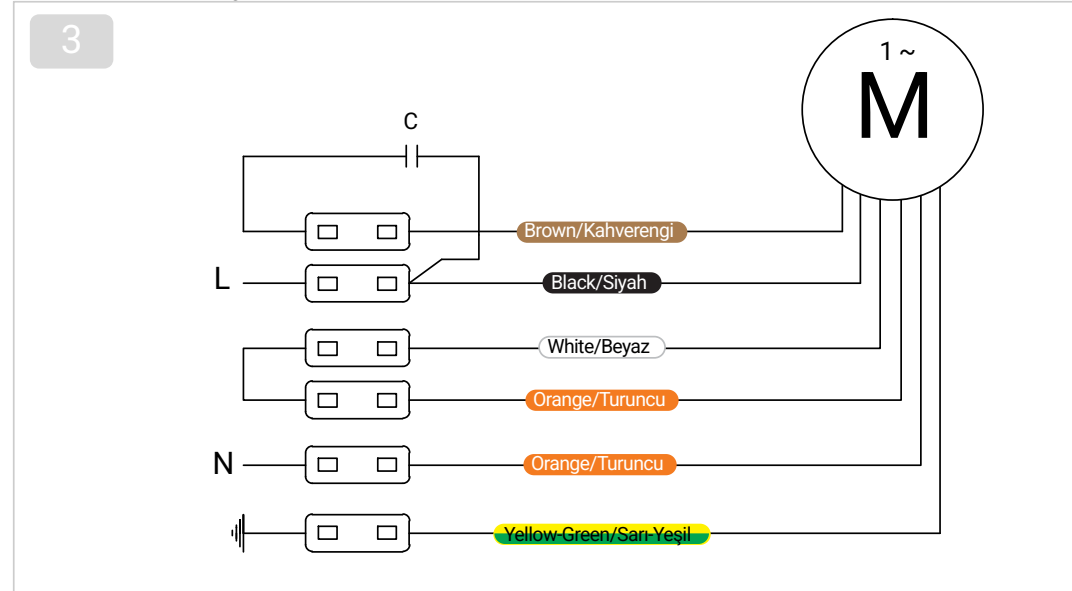 3
1 ~
M
C
Brown/Kahverengi
L
Black/Siyah
White/Beyaz
Orange/Turuncu
N
Orange/Turuncu
Yellow-Green/Sarı-Yeşil